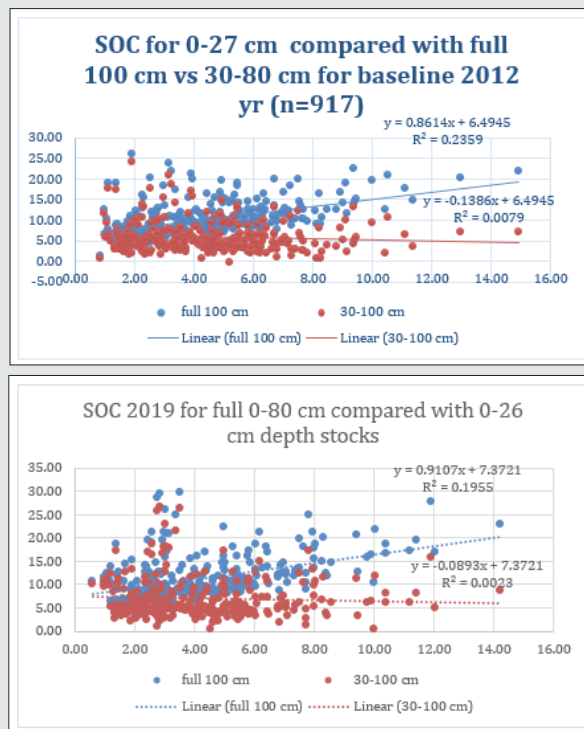 SOC for 0-27 cm compared with full
100 cm vs 30-80 cm for baseline 2012
yr (n=917)
y = 0.8614x + 6.4945
R² = 0.2359
y = -0.1386x + 6.4945
R² = 0.0079
30.00
25.00
20.00
15.00
10.00
5.00
0.00
-5.00
0.00 2.00 4.00 6.00 8.00 10.00 12.00 14.00 16.00
full 100 cm 30-100 cm
Linear (full 100 cm) Linear (30-100 cm)
SOC 2019 for full 0-80 cm compared with 0-26
cm depth stocks
y = 0.9107x + 7.3721
R² = 0.1955
y = -0.0893x + 7.3721
R² = 0.0023
35.00
30.00
25.00
20.00
15.00
10.00
5.00
0.00
0.00 2.00 4.00 6.00 8.00 10.00 12.00 14.00 16.00
full 100 cm 30-100 cm
Linear (full 100 cm) Linear (30-100 cm)